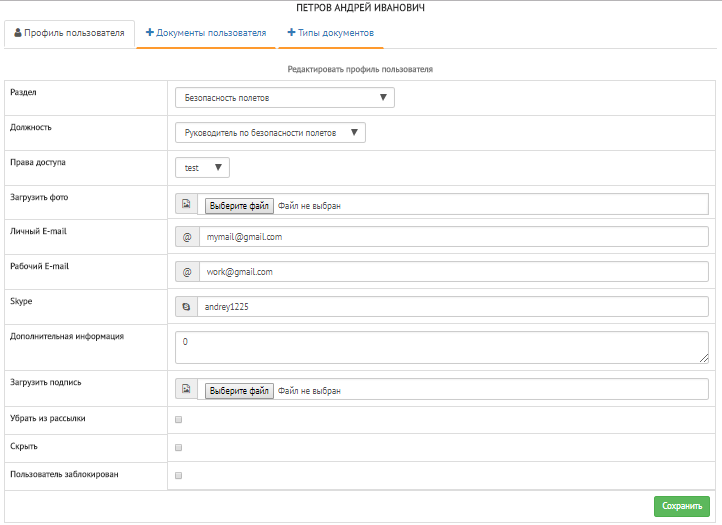 ПЕТРОВ АНДРЕЙ ИВАНОВИЧ
Профиль пользователя
Документы пользователя
Типы документов
Редактировать профиль пользователя
Раздел
Безопасность полетов
Должность
Руководитель по безопасности полетов
Права доступа
test
Загрузить фото
Выберите файл Файл не выбран
Личный E-mail
@ mymail@gmail.com
Рабочий E-mail
@ work@gmail.com
Skype
andrey1225
Дополнительная информация
0
Загрузить подпись
Выберите файл Файл не выбран
Убрать из рассылки
Скрыть
Пользователь заблокирован
Сохранить